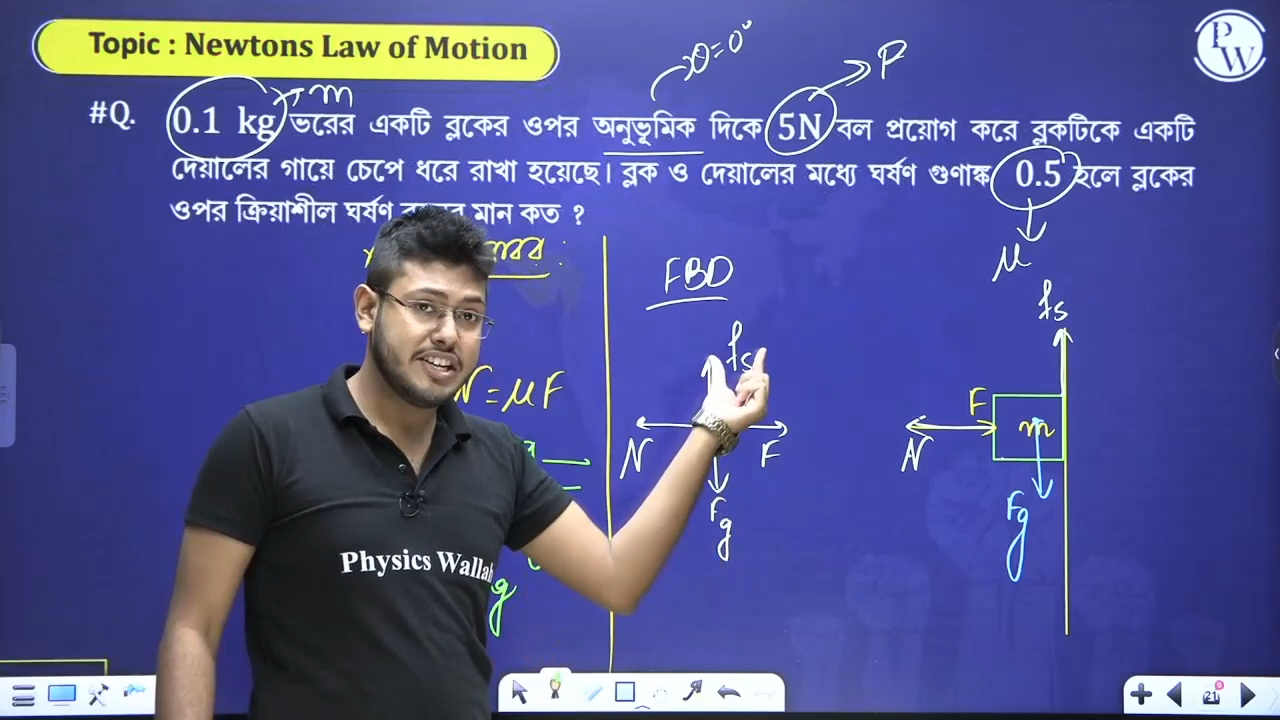 Topic : Newtons Law of Motion
PW
θ=0°
P
m
#Q. 0.1 kg ভরের একটি ব্লকের ওপর অনুভূমিক দিকে 5N বল প্রয়োগ করে ব্লকটিকে একটি
দেয়ালের গায়ে চেপে ধরে রাখা হয়েছে। ব্লক ও দেয়ালের মধ্যে ঘর্ষণ গুণাঙ্ক 0.5 হলে ব্লকের
ওপর ক্রিয়াশীল ঘর্ষণ মান কত ?
μ
FBD
fs
fs
N = μF
N
F
Fg
F
m
N
Fg
g
Physics Wallah
21